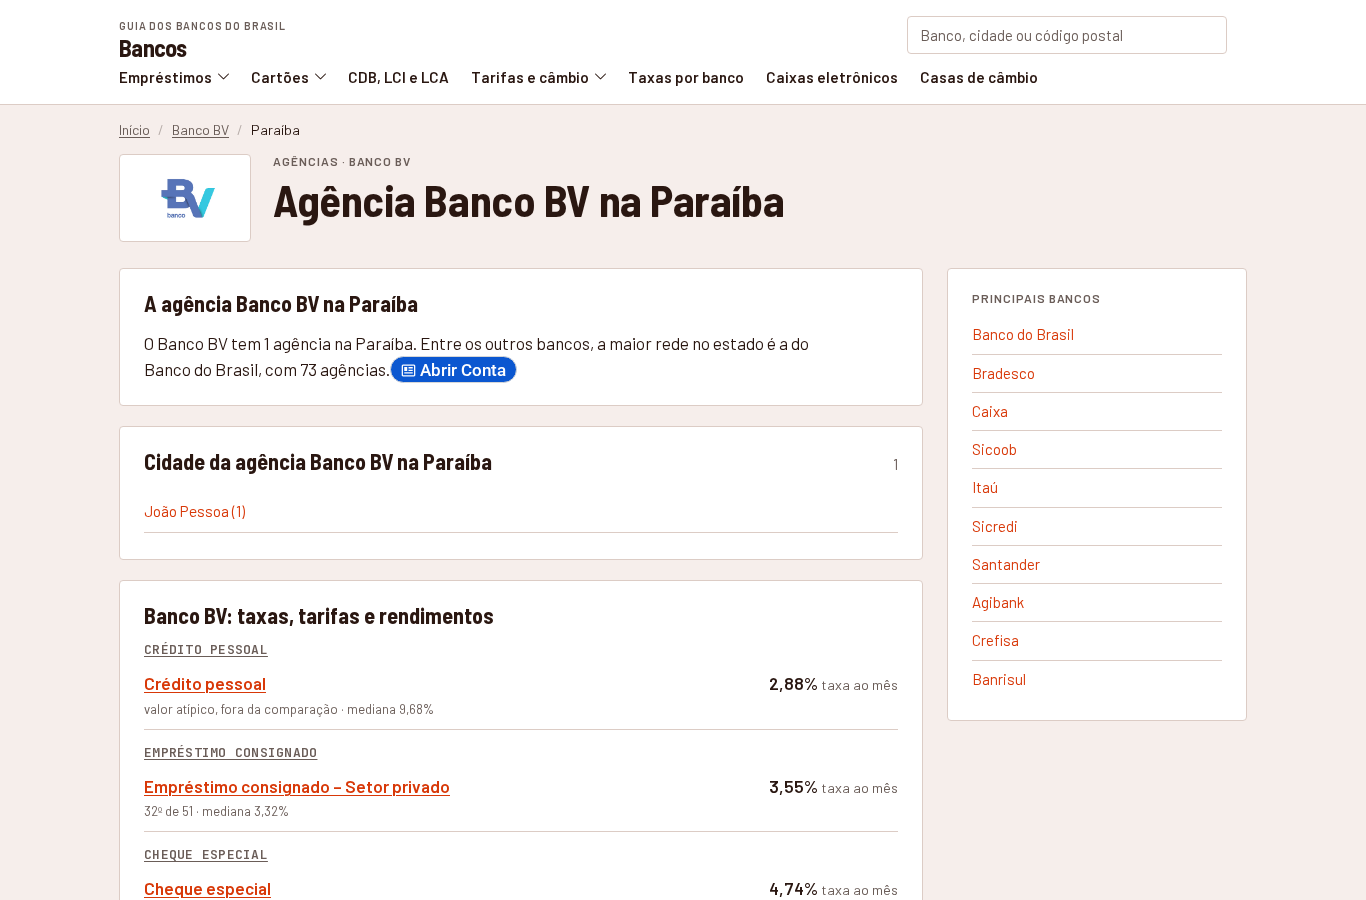 GUIA DOS BANCOS DO BRASIL
Bancos
Banco, cidade ou código postal
Empréstimos
Cartões
CDB, LCI e LCA
Tarifas e câmbio
Taxas por banco
Caixas eletrônicos
Casas de câmbio
Início / Banco BV / Paraíba
BV
banco
AGÊNCIAS · BANCO BV
Agência Banco BV na Paraíba
A agência Banco BV na Paraíba
O Banco BV tem 1 agência na Paraíba. Entre os outros bancos, a maior rede no estado é a do
Banco do Brasil, com 73 agências. Abrir Conta
Cidade da agência Banco BV na Paraíba 1
João Pessoa (1)
Banco BV: taxas, tarifas e rendimentos
CRÉDITO PESSOAL
Crédito pessoal 2,88% taxa ao mês
valor atípico, fora da comparação · mediana 9,68%
EMPRÉSTIMO CONSIGNADO
Empréstimo consignado – Setor privado 3,55% taxa ao mês
32º de 51 · mediana 3,32%
CHEQUE ESPECIAL
Cheque especial 4,74% taxa ao mês
PRINCIPAIS BANCOS
Banco do Brasil
Bradesco
Caixa
Sicoob
Itaú
Sicredi
Santander
Agibank
Crefisa
Banrisul